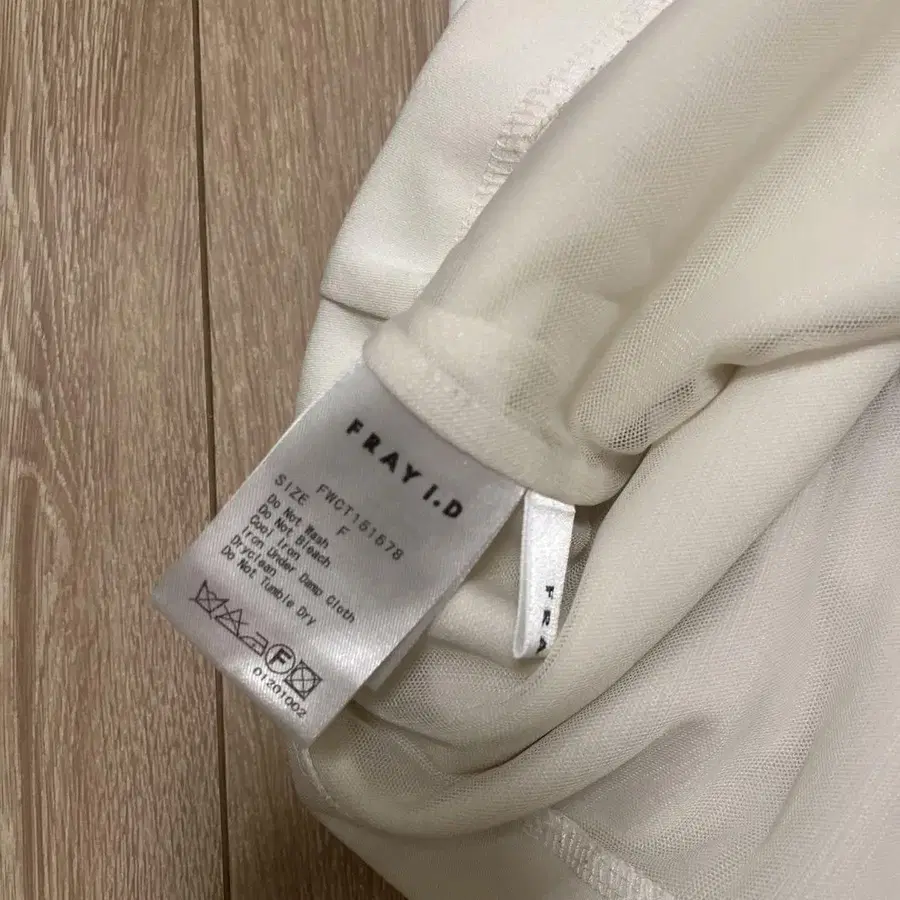 FRAY I.D
FWCT151578
SIZE F
Do Not Wash
Do Not Bleach
Cool Iron
Iron Under Damp Cloth
Dryclean
Do Not Tumble Dry
F
01201002
FRA